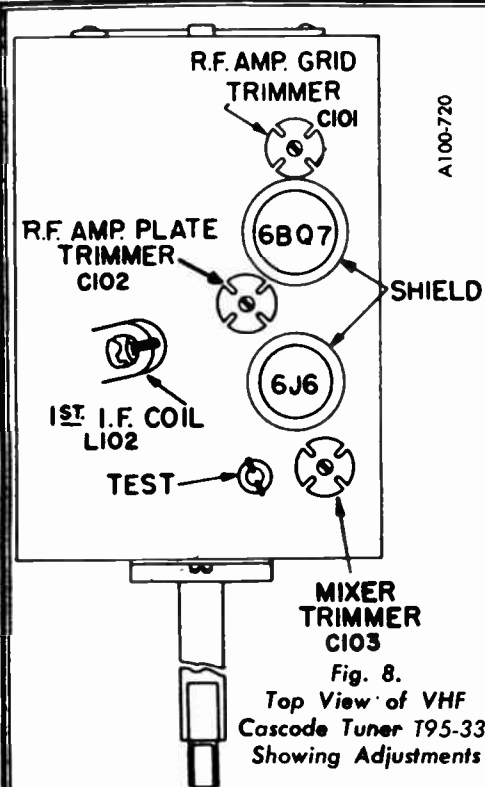 R.F. AMP. GRID
TRIMMER
C101
A100-720
6BQ7
R.F. AMP. PLATE
TRIMMER
C102
SHIELD
6J6
1ST. I.F. COIL
L102
TEST
MIXER
TRIMMER
C103
Fig. 8.
Top View of VHF
Cascode Tuner T95-33
Showing Adjustments